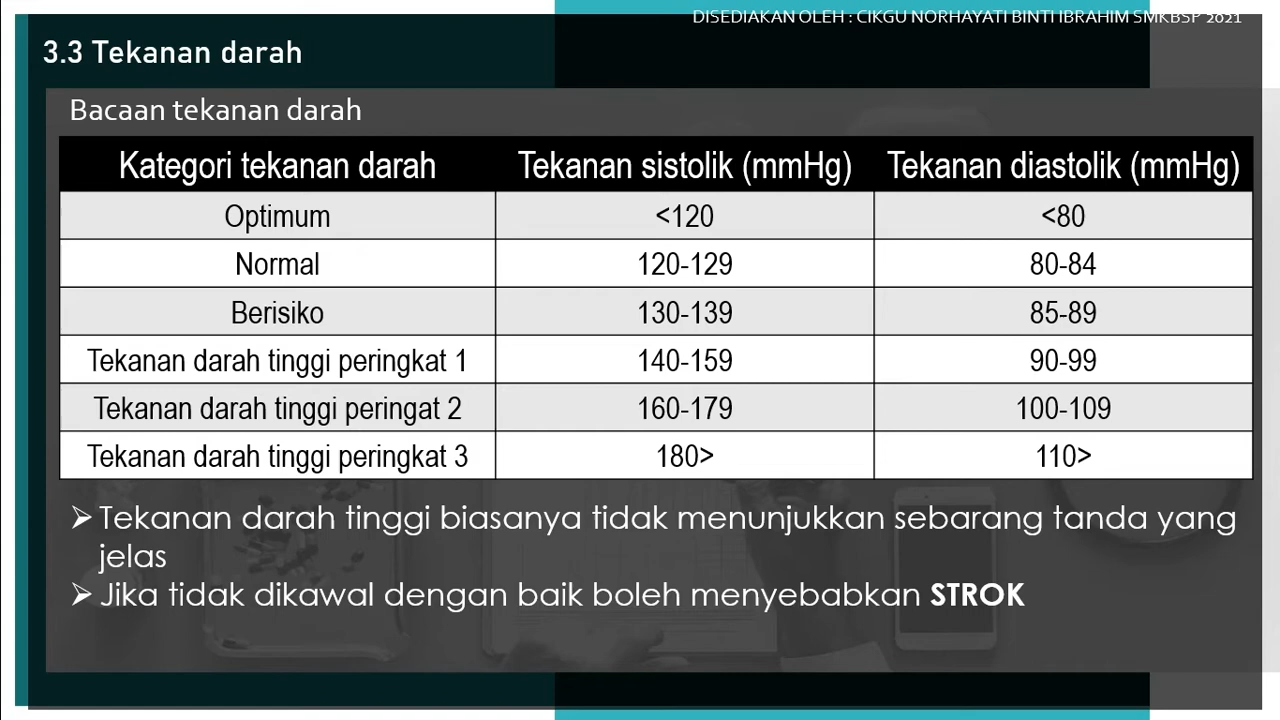 DISEDIAKAN OLEH : CIKGU NORHAYATI BINTI IBRAHIM SMKBSP 2021
3.3 Tekanan darah
Bacaan tekanan darah
Kategori tekanan darah Tekanan sistolik (mmHg) Tekanan diastolik (mmHg)
Optimum <120 <80
Normal 120-129 80-84
Berisiko 130-139 85-89
Tekanan darah tinggi peringkat 1 140-159 90-99
Tekanan darah tinggi peringat 2 160-179 100-109
Tekanan darah tinggi peringkat 3 180> 110>
➢ Tekanan darah tinggi biasanya tidak menunjukkan sebarang tanda yang
jelas
➢ Jika tidak dikawal dengan baik boleh menyebabkan STROK